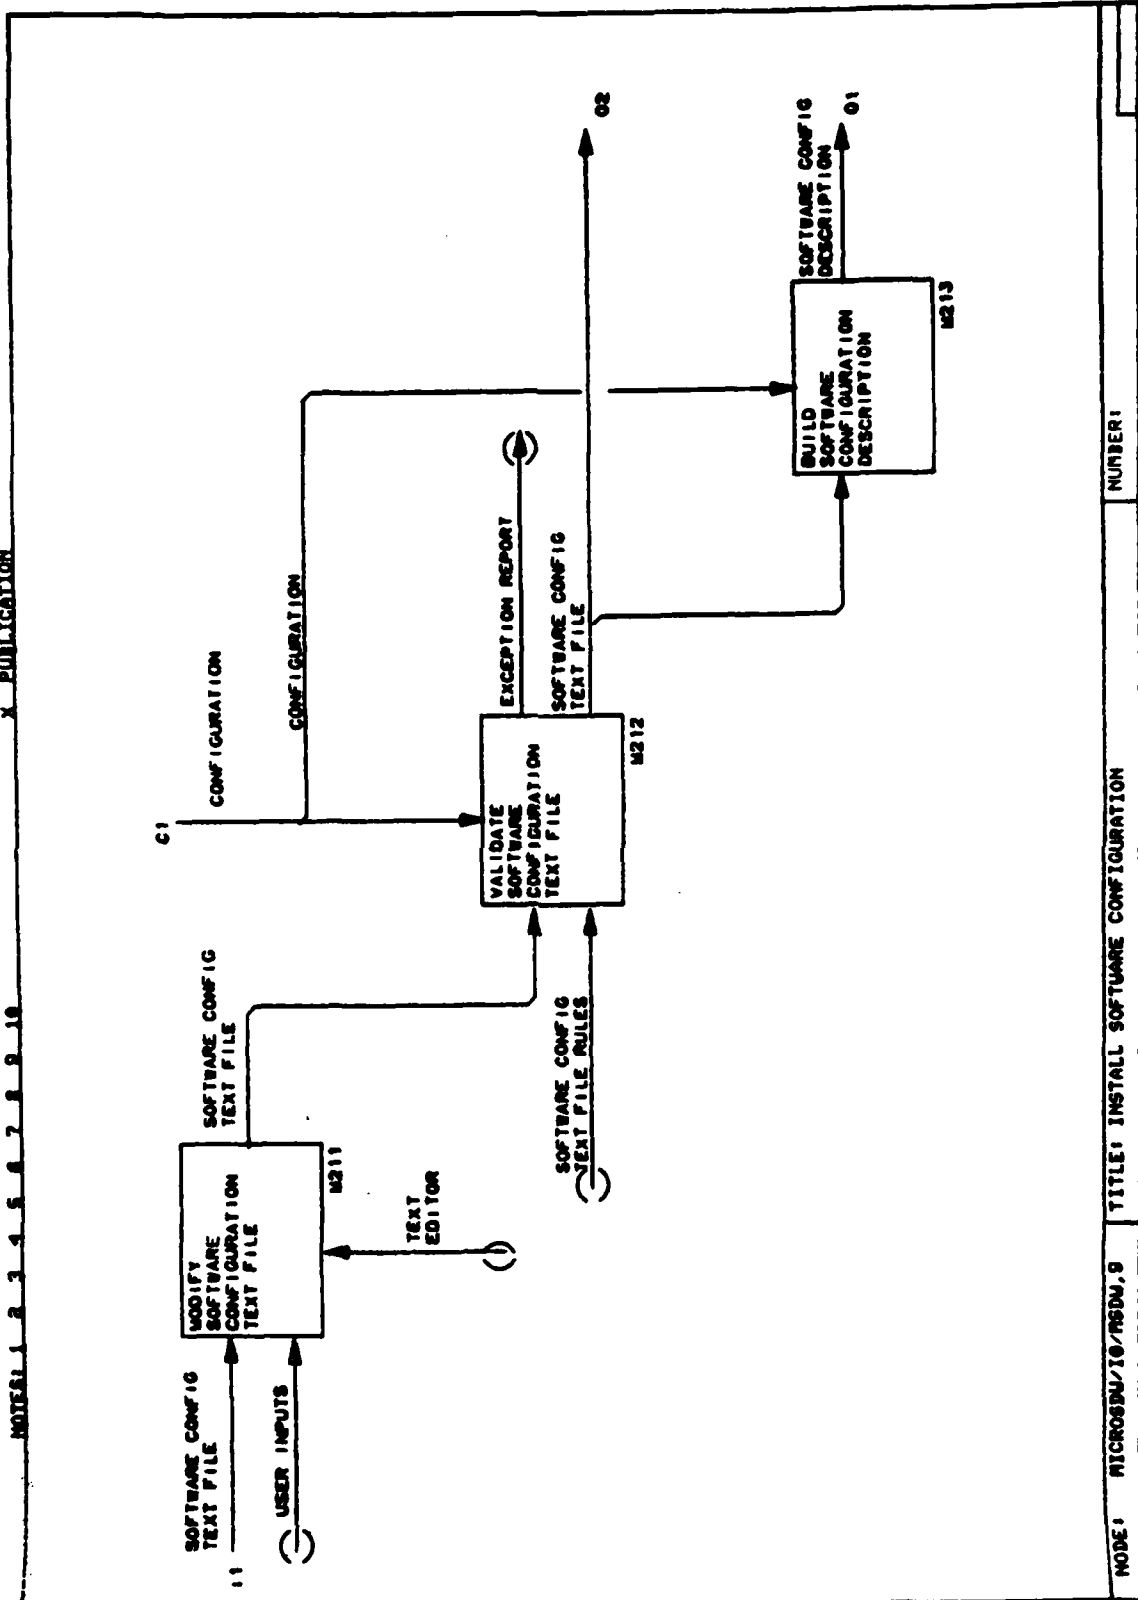 NOTES: 1 2 3 4 5 6 7 8 9 10
X PUBLICATION
C1
CONFIGURATION
CONFIGURATION
SOFTWARE CONFIG
TEXT FILE
I1
USER INPUTS
MODIFY
SOFTWARE
CONFIGURATION
TEXT FILE
M211
SOFTWARE CONFIG
TEXT FILE
TEXT
EDITOR
SOFTWARE CONFIG
TEXT FILE RULES
VALIDATE
SOFTWARE
CONFIGURATION
TEXT FILE
M212
EXCEPTION REPORT
SOFTWARE CONFIG
TEXT FILE
O2
BUILD
SOFTWARE
CONFIGURATION
DESCRIPTION
M213
SOFTWARE CONFIG
DESCRIPTION
O1
NODE:
TITLE: INSTALL SOFTWARE CONFIGURATION
NUMBER: